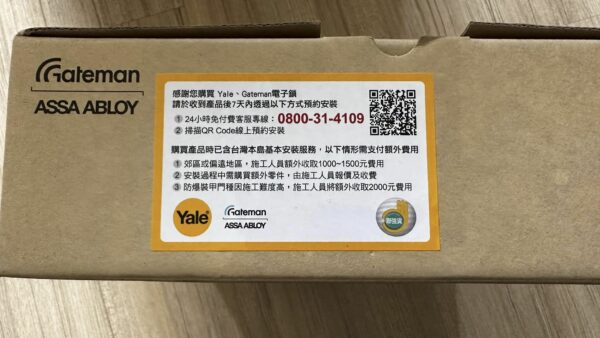 Gateman
ASSA ABLOY
感謝您購買 Yale、Gateman電子鎖
請於收到產品後7天內透過以下方式預約安裝
① 24小時免付費客服專線：0800-31-4109
② 掃描QR Code線上預約安裝
購買產品時已含台灣本島基本安裝服務，以下情形需支付額外費用
① 郊區或偏遠地區，施工人員額外收取1000~1500元費用
② 安裝過程中需購買額外零件，由施工人員報價及收費
③ 防爆裝甲門種因施工難度高，施工人員將額外收取2000元費用
Yale
Gateman
ASSA ABLOY